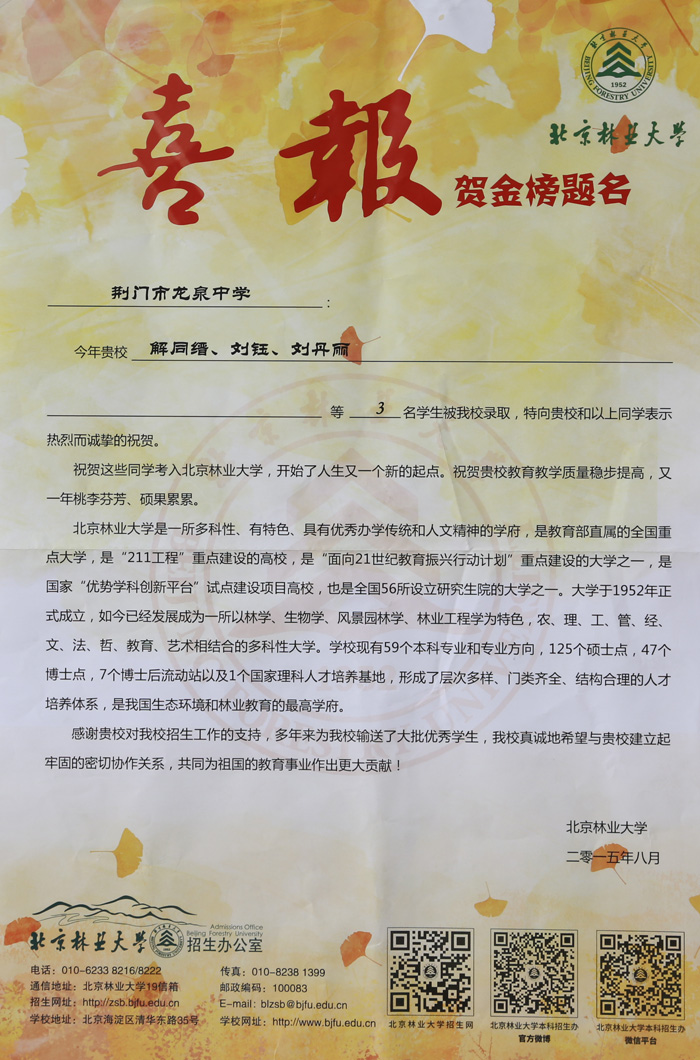 北京林業大學
BEIJING FORESTRY UNIVERSITY
1952
北京林业大学
喜報
贺金榜题名
荆门市龙泉中学：
今年贵校 解同缙、刘钰、刘丹丽
等 3 名学生被我校录取，特向贵校和以上同学表示
热烈而诚挚的祝贺。
祝贺这些同学考入北京林业大学，开始了人生又一个新的起点。祝贺贵校教育教学质量稳步提高，又
一年桃李芬芳、硕果累累。
北京林业大学是一所多科性、有特色、具有优秀办学传统和人文精神的学府，是教育部直属的全国重
点大学，是“211工程”重点建设的高校，是“面向21世纪教育振兴行动计划”重点建设的大学之一，是
国家“优势学科创新平台”试点建设项目高校，也是全国56所设立研究生院的大学之一。大学于1952年正
式成立，如今已经发展成为一所以林学、生物学、风景园林学、林业工程学为特色，农、理、工、管、经、
文、法、哲、教育、艺术相结合的多科性大学。学校现有59个本科专业和专业方向，125个硕士点，47个
博士点，7个博士后流动站以及1个国家理科人才培养基地，形成了层次多样、门类齐全、结构合理的人才
培养体系，是我国生态环境和林业教育的最高学府。
感谢贵校对我校招生工作的支持，多年来为我校输送了大批优秀学生，我校真诚地希望与贵校建立起
牢固的密切协作关系，共同为祖国的教育事业作出更大贡献！
北京林业大学
二零一五年八月
北京林业大学
Admissions Office
Beijing Forestry University
招生办公室
电话：010-6233 8216/8222
传真：010-8238 1399
通信地址：北京林业大学19信箱
邮政编码：100083
招生网站：http://zsb.bjfu.edu.cn
E-mail：blzsb@bjfu.edu.cn
学校地址：北京海淀区清华东路35号
学校网址：http://www.bjfu.edu.cn
北京林业大学招生网
北京林业大学本科招生办
官方微博
北京林业大学本科招生办
微信平台